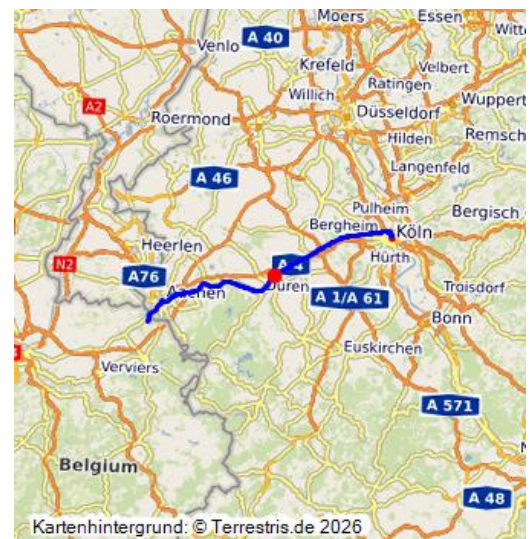 Moers
Essen
Witte
A 40
Venlo
Krefeld
Velbert
Ratingen
Willich
Wuppert
A2
Roermond
Düsseldorf
Hilden
Remsch
A 46
Langenfeld
Pulheim
Bergheim
Köln
Bergisch
Heerlen
N2
A76
A 4
Hürth
Aachen
Düren
A 1/A 61
Troisdorf
Bonn
Euskirchen
Verviers
A 571
Belgium
A 48
Kartenhintergrund: © Terrestris.de 2026